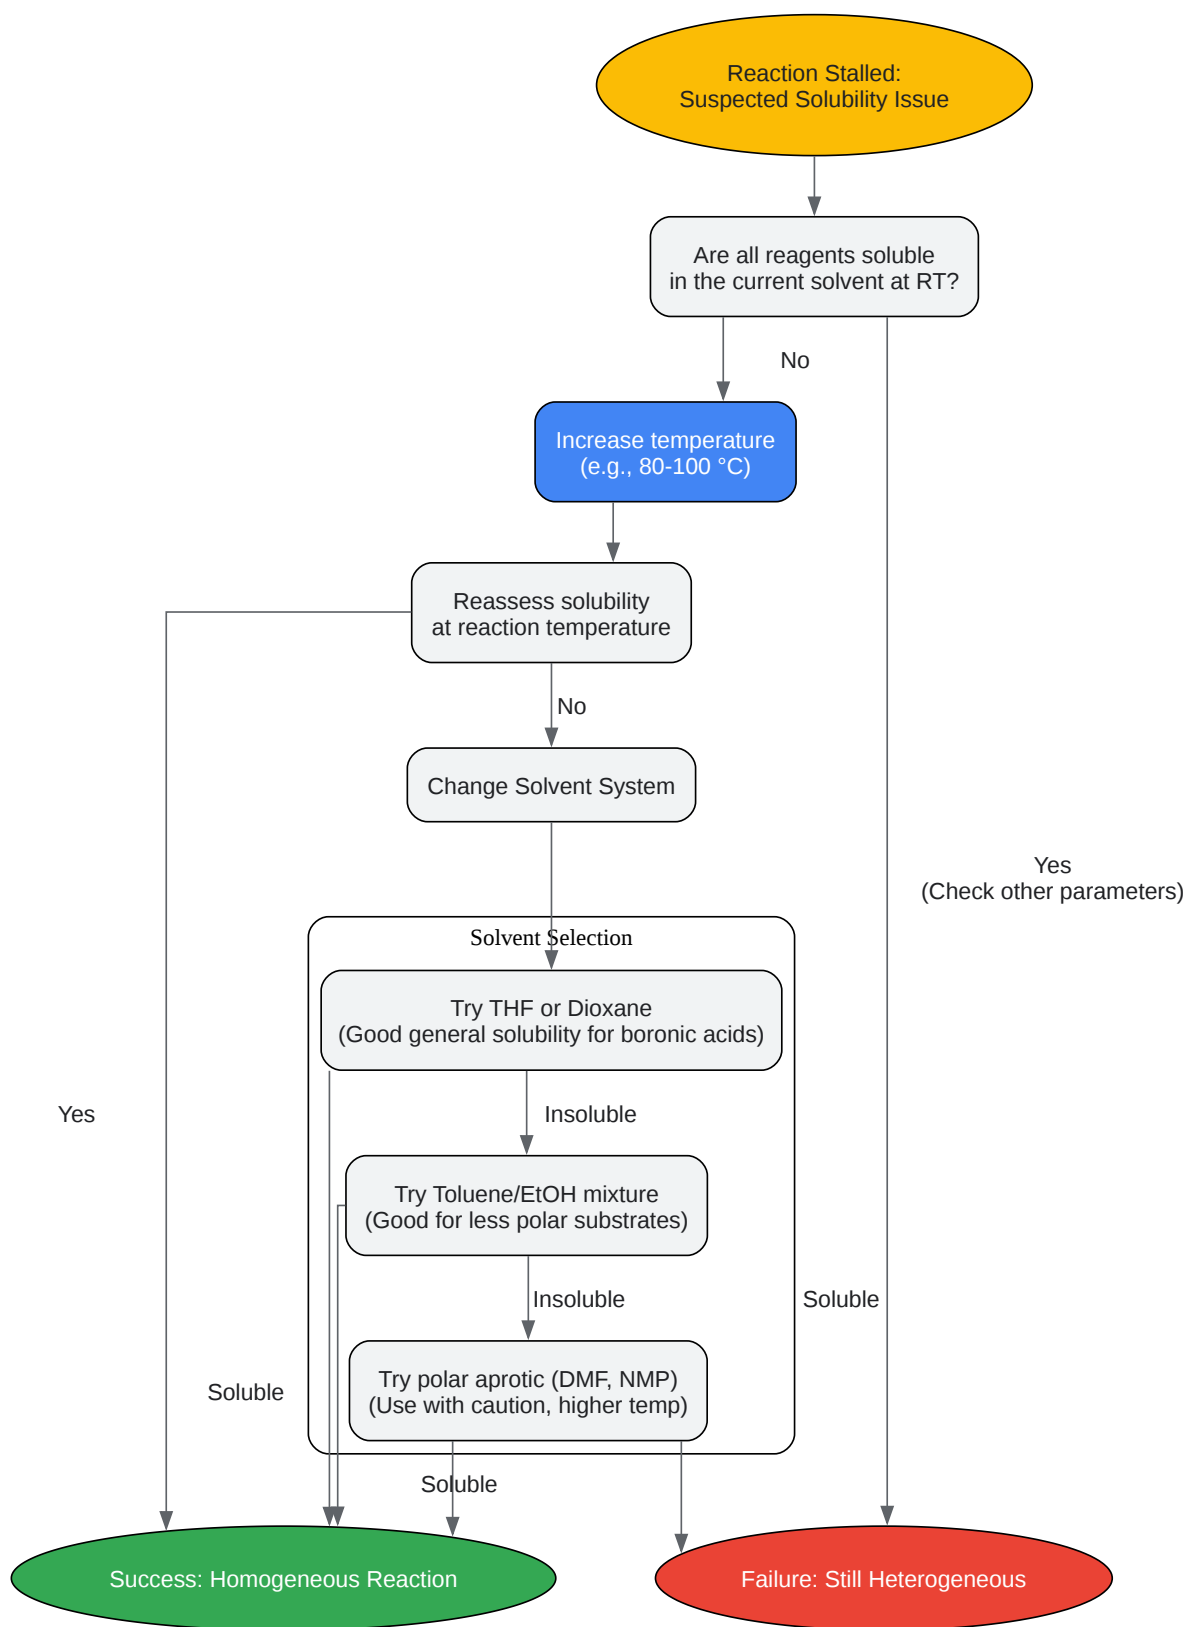 Reaction Stalled:
Suspected Solubility Issue
Are all reagents soluble
in the current solvent at RT?
No
Increase temperature
(e.g., 80-100 °C)
Reassess solubility
at reaction temperature
No
Change Solvent System
Yes
(Check other parameters)
Solvent Selection
Try THF or Dioxane
(Good general solubility for boronic acids)
Yes
Insoluble
Try Toluene/EtOH mixture
(Good for less polar substrates)
Insoluble
Soluble
Try polar aprotic (DMF, NMP)
(Use with caution, higher temp)
Soluble
Soluble
Success: Homogeneous Reaction
Failure: Still Heterogeneous